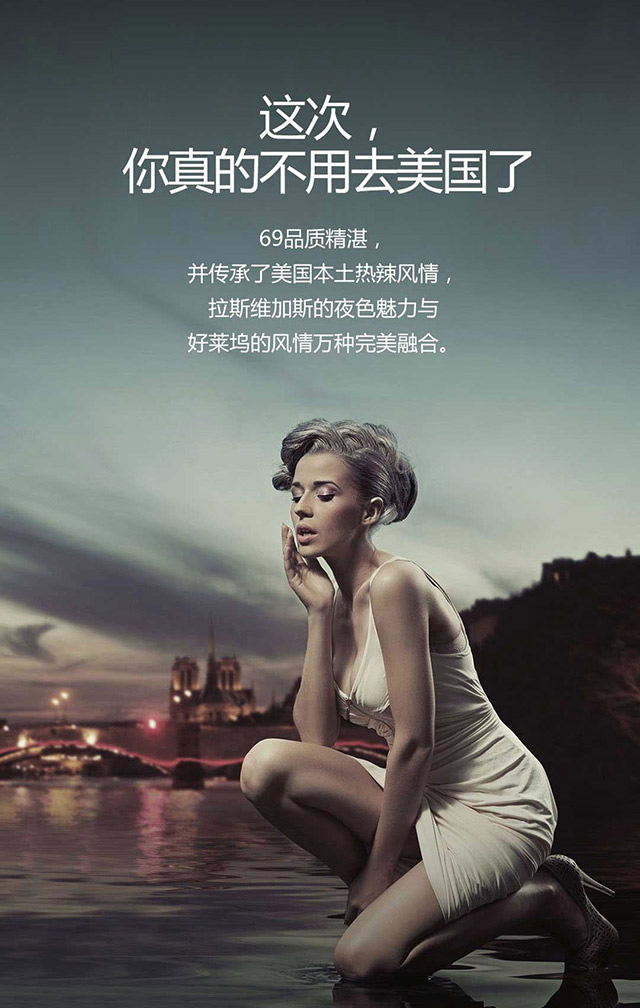 这次，
你真的不用去美国了
69品质精湛，
并传承了美国本土热辣风情，
拉斯维加斯的夜色魅力与
好莱坞的风情万种完美融合。